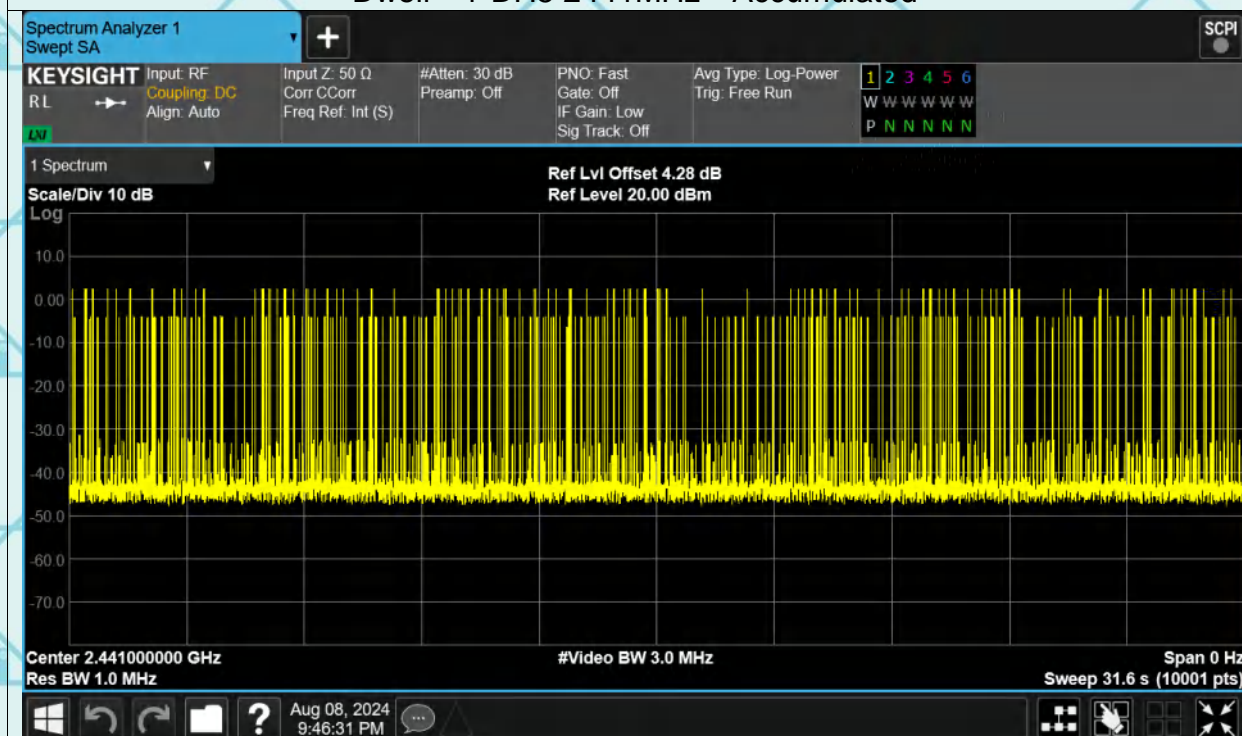 Spectrum Analyzer 1
Swept SA
SCPI
KEYSIGHT
RL
LXI
Input: RF
Coupling: DC
Align: Auto
Input Z: 50 Ω
Corr CCorr
Freq Ref: Int (S)
#Atten: 30 dB
Preamp: Off
PNO: Fast
Gate: Off
IF Gain: Low
Sig Track: Off
Avg Type: Log-Power
Trig: Free Run
1 2 3 4 5 6
W W W W W W
P N N N N N
1 Spectrum
Scale/Div 10 dB
Ref Lvl Offset 4.28 dB
Ref Level 20.00 dBm
Log
10.0
0.00
-10.0
-20.0
-30.0
-40.0
-50.0
-60.0
-70.0
Center 2.441000000 GHz
#Video BW 3.0 MHz
Span 0 Hz
Res BW 1.0 MHz
Sweep 31.6 s (10001 pts)
?
Aug 08, 2024
9:46:31 PM